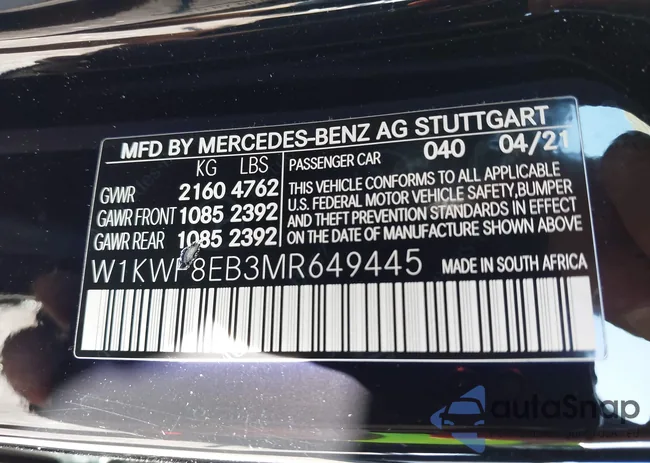 MFD BY MERCEDES-BENZ AG STUTTGART
KG LBS
GVWR 2160 4762
GAWR FRONT 1085 2392
GAWR REAR 1085 2392
PASSENGER CAR 040 04/21
THIS VEHICLE CONFORMS TO ALL APPLICABLE
U.S. FEDERAL MOTOR VEHICLE SAFETY, BUMPER
AND THEFT PREVENTION STANDARDS IN EFFECT
ON THE DATE OF MANUFACTURE SHOWN ABOVE
W1KWF8EB3MR649445 MADE IN SOUTH AFRICA
autoSnap